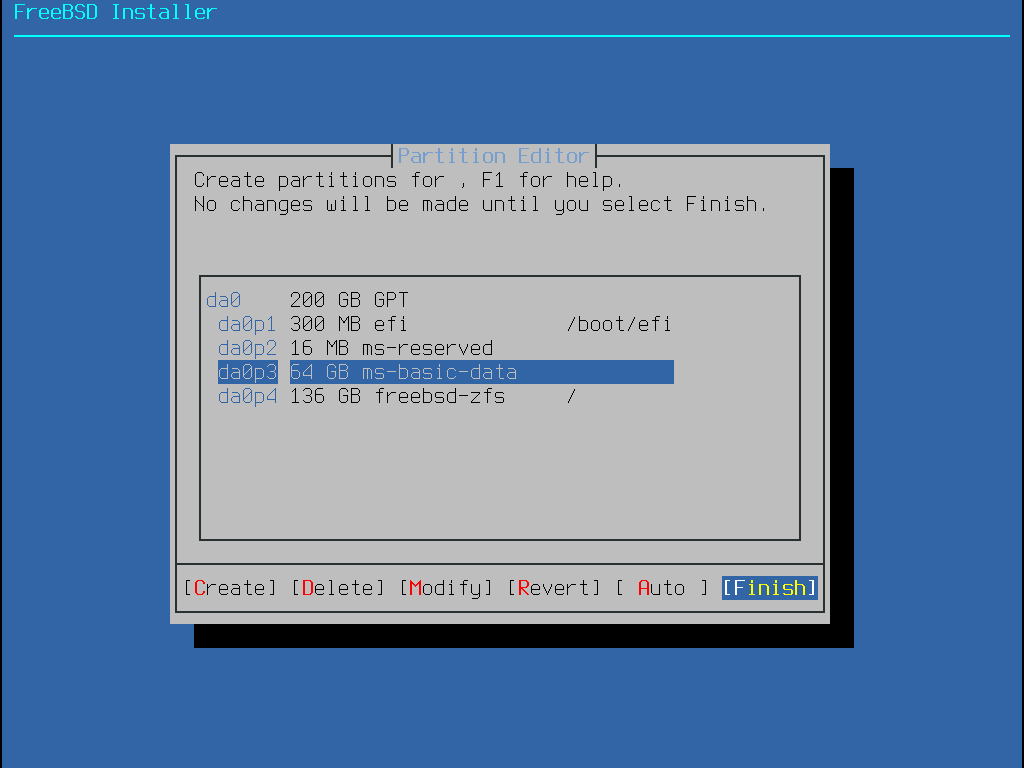 FreeBSD Installer
Partition Editor
Create partitions for , F1 for help.
No changes will be made until you select Finish.
da0 200 GB GPT
da0p1 300 MB efi /boot/efi
da0p2 16 MB ms-reserved
da0p3 64 GB ms-basic-data
da0p4 136 GB freebsd-zfs /
[Create] [Delete] [Modify] [Revert] [ Auto ] [Finish]